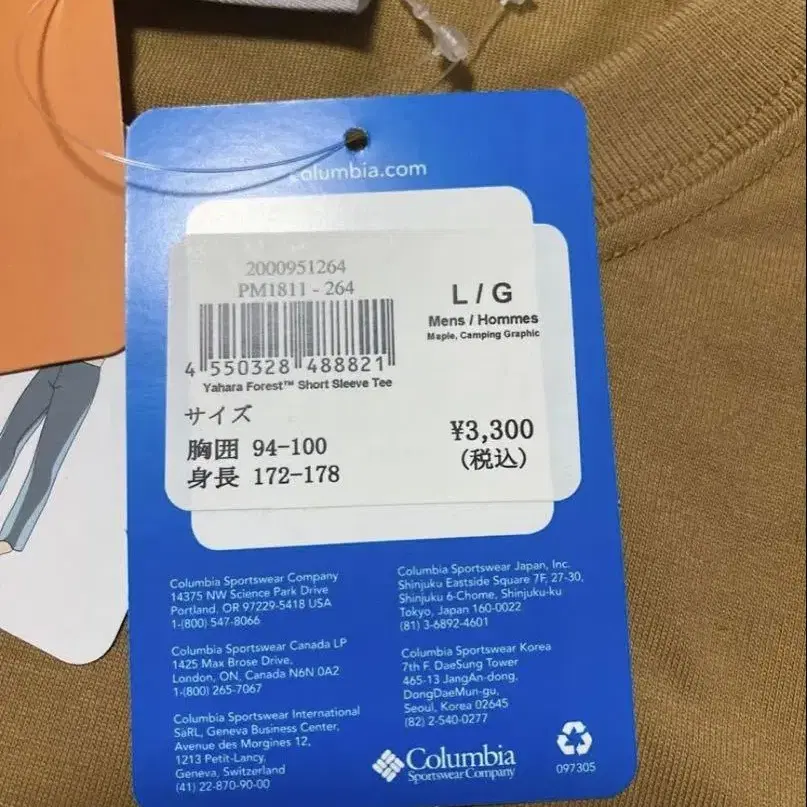 columbia.com
2000951264
PM1811 - 264
4 550328 488821
Yahara Forest™ Short Sleeve Tee
サイズ
胸囲 94-100
身長 172-178
L / G
Mens / Hommes
Maple, Camping Graphic
¥3,300
(税込)
Columbia Sportswear Company
14375 NW Science Park Drive
Portland, OR 97229-5418 USA
1-(800) 547-8066
Columbia Sportswear Canada LP
1425 Max Brose Drive,
London, ON, Canada N6N 0A2
1-(800) 265-7067
Columbia Sportswear International
SaRL, Geneva Business Center,
Avenue des Morgines 12,
1213 Petit-Lancy,
Geneva, Switzerland
(41) 22-870-90-00
Columbia Sportswear Japan, Inc.
Shinjuku Eastside Square 7F, 27-30,
Shinjuku 6-Chome, Shinjuku-ku
Tokyo, Japan 160-0022
(81) 3-6892-4601
Columbia Sportswear Korea
7th F. DaeSung Tower
465-13 JangAn-dong,
DongDaeMun-gu,
Seoul, Korea 02645
(82) 2-540-0277
Columbia
Sportswear Company
097305